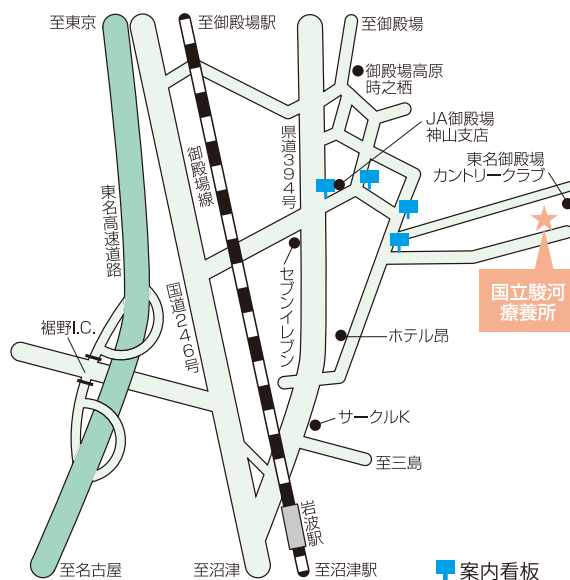 至東京
至御殿場駅
至御殿場
御殿場高原
時之栖
JA御殿場
神山支店
東名御殿場
カントリークラブ
県道394号
御殿場線
東名高速道路
国道246号
セブンイレブン
国立駿河
療養所
裾野I.C.
ホテル昴
サークルK
至三島
岩波駅
至名古屋
至沼津
至沼津駅
案内看板